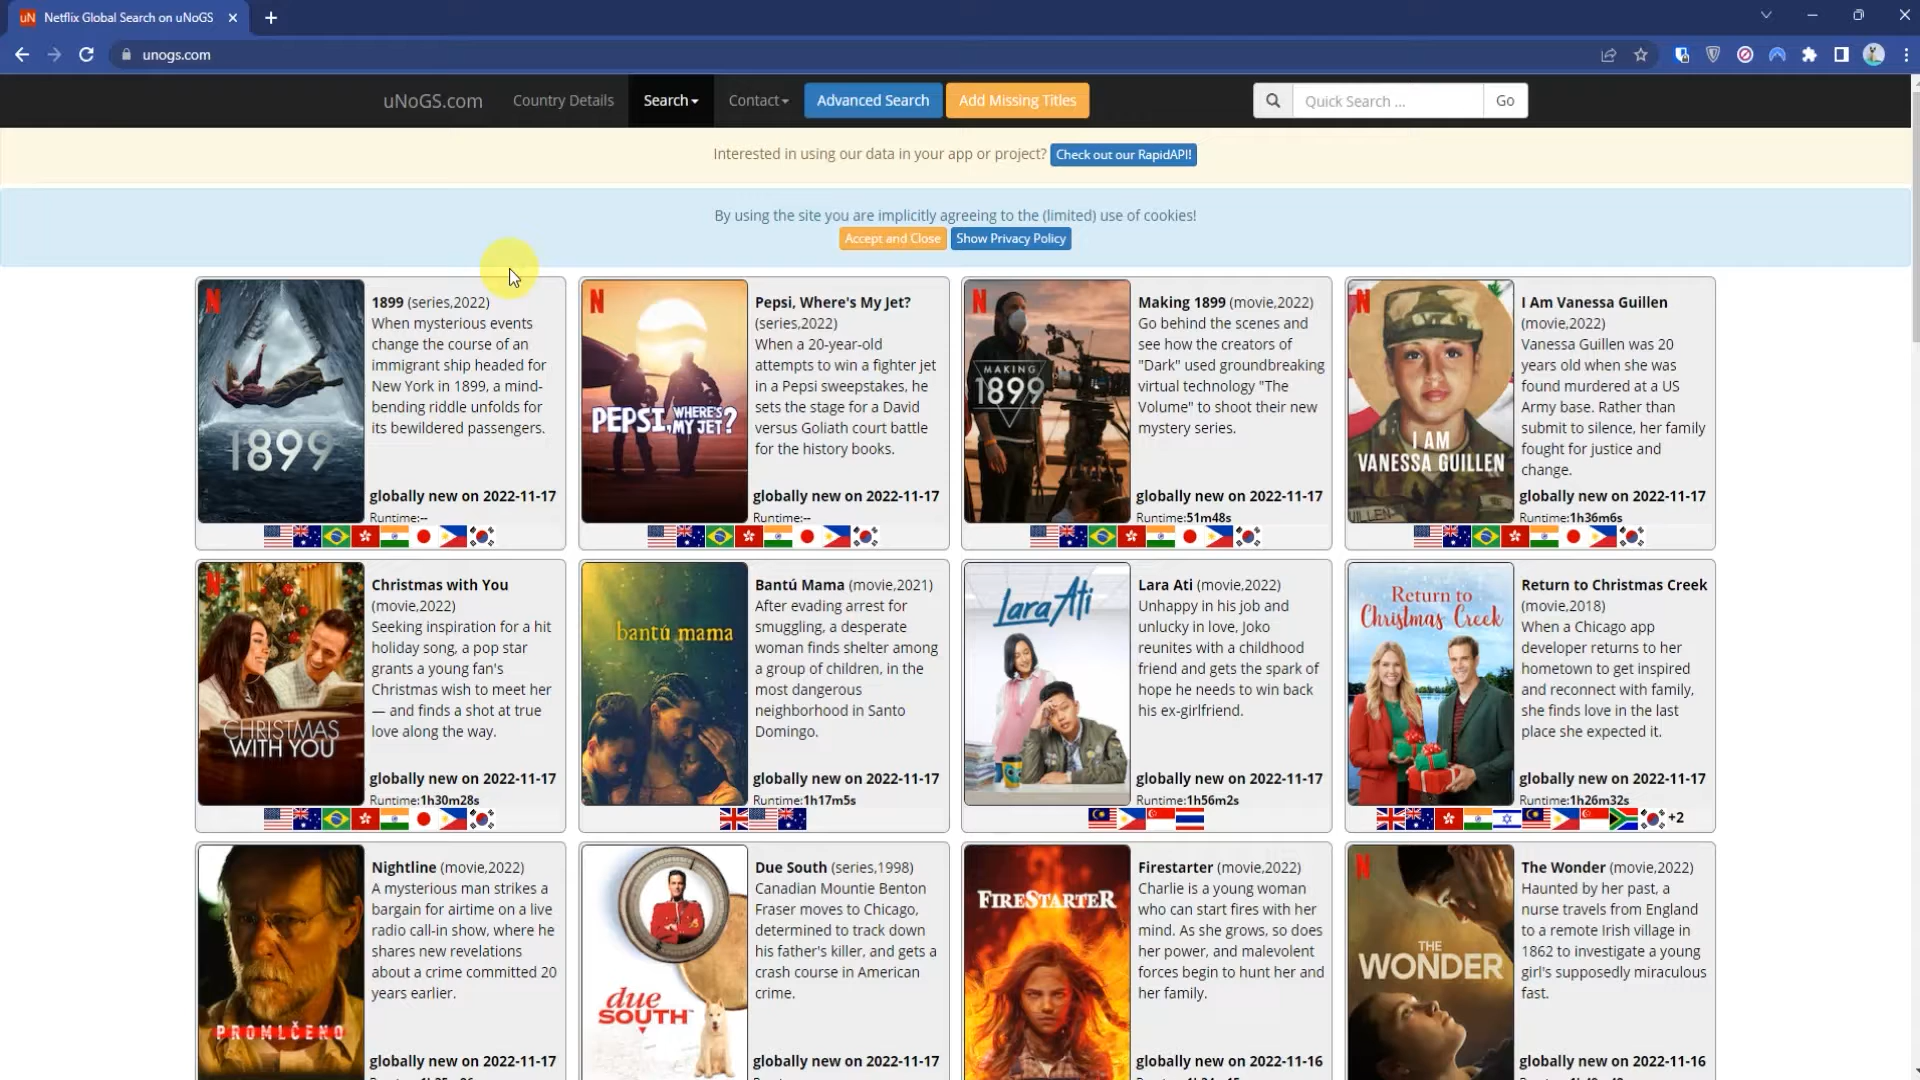 uN Netflix Global Search on uNoGS
unogs.com
uNoGS.com Country Details Search Contact Advanced Search Add Missing Titles Quick Search ... Go
Interested in using our data in your app or project? Check out our RapidAPI!
By using the site you are implicitly agreeing to the (limited) use of cookies!
Accept and Close Show Privacy Policy
N
1899
1899 (series,2022)
When mysterious events
change the course of an
immigrant ship headed for
New York in 1899, a mind-
bending riddle unfolds for
its bewildered passengers.
globally new on 2022-11-17
Runtime:--
N
PEPSI, WHERE'S
MY JET?
Pepsi, Where's My Jet?
(series,2022)
When a 20-year-old
attempts to win a fighter jet
in a Pepsi sweepstakes, he
sets the stage for a David
versus Goliath court battle
for the history books.
globally new on 2022-11-17
Runtime:--
N
MAKING
1899
Making 1899 (movie,2022)
Go behind the scenes and
see how the creators of
"Dark" used groundbreaking
virtual technology "The
Volume" to shoot their new
mystery series.
globally new on 2022-11-17
Runtime:51m48s
N
I AM
VANESSA GUILLEN
I Am Vanessa Guillen
(movie,2022)
Vanessa Guillen was 20
years old when she was
found murdered at a US
Army base. Rather than
submit to silence, her family
fought for justice and
change.
globally new on 2022-11-17
Runtime:1h36m6s
N
CHRISTMAS
WITH YOU
Christmas with You
(movie,2022)
Seeking inspiration for a hit
holiday song, a pop star
grants a young fan's
Christmas wish to meet her
— and finds a shot at true
love along the way.
globally new on 2022-11-17
Runtime:1h30m28s
bantú mama
Bantú Mama (movie,2021)
After evading arrest for
smuggling, a desperate
woman finds shelter among
a group of children, in the
most dangerous
neighborhood in Santo
Domingo.
globally new on 2022-11-17
Runtime:1h17m5s
Lara Ati
Lara Ati (movie,2022)
Unhappy in his job and
unlucky in love, Joko
reunites with a childhood
friend and gets the spark of
hope he needs to win back
his ex-girlfriend.
globally new on 2022-11-17
Runtime:1h56m2s
Return to
Christmas Creek
Return to Christmas Creek
(movie,2018)
When a Chicago app
developer returns to her
hometown to get inspired
and reconnect with family,
she finds love in the last
place she expected it.
globally new on 2022-11-17
Runtime:1h26m32s
+2
PROMLČENO
Nightline (movie,2022)
A mysterious man strikes a
bargain for airtime on a live
radio call-in show, where he
shares new revelations
about a crime committed 20
years earlier.
globally new on 2022-11-17
due
SOUTH
Due South (series,1998)
Canadian Mountie Benton
Fraser moves to Chicago,
determined to track down
his father's killer, and gets a
crash course in American
crime.
globally new on 2022-11-17
FIRESTARTER
Firestarter (movie,2022)
Charlie is a young woman
who can start fires with her
mind. As she grows, so does
her power, and malevolent
forces begin to hunt her and
her family.
globally new on 2022-11-16
N
THE
WONDER
The Wonder (movie,2022)
Haunted by her past, a
nurse travels from England
to a remote Irish village in
1862 to investigate a young
girl's supposedly miraculous
fast.
globally new on 2022-11-16